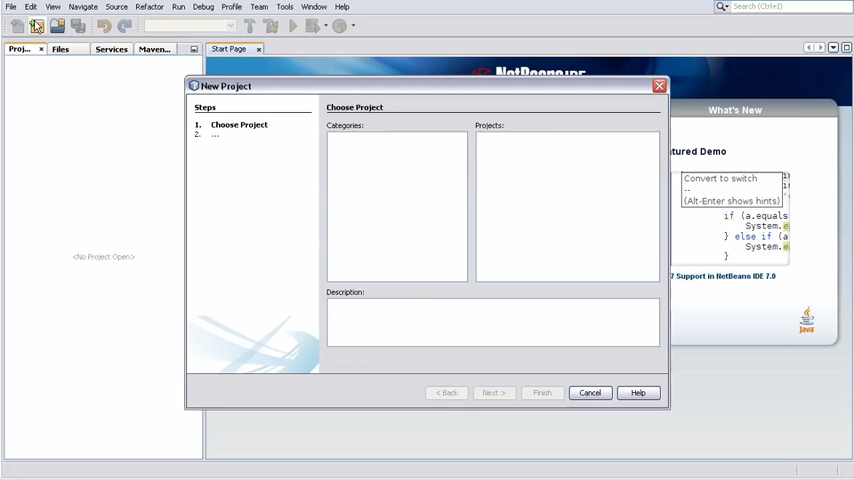 File Edit View Navigate Source Refactor Run Debug Profile Team Tools Window Help
Search (Ctrl+I)
Proj... Files Services Maven...
Start Page
NetBeans IDE
New Project
What's New
Steps
Choose Project
1. Choose Project
2. ...
Categories:
Projects:
tured Demo
Convert to switch
--
(Alt-Enter shows hints)
if (a.equals
System.
} else if (a
System.
}
<No Project Open>
7 Support in NetBeans IDE 7.0
Description:
Java
< Back Next > Finish Cancel Help